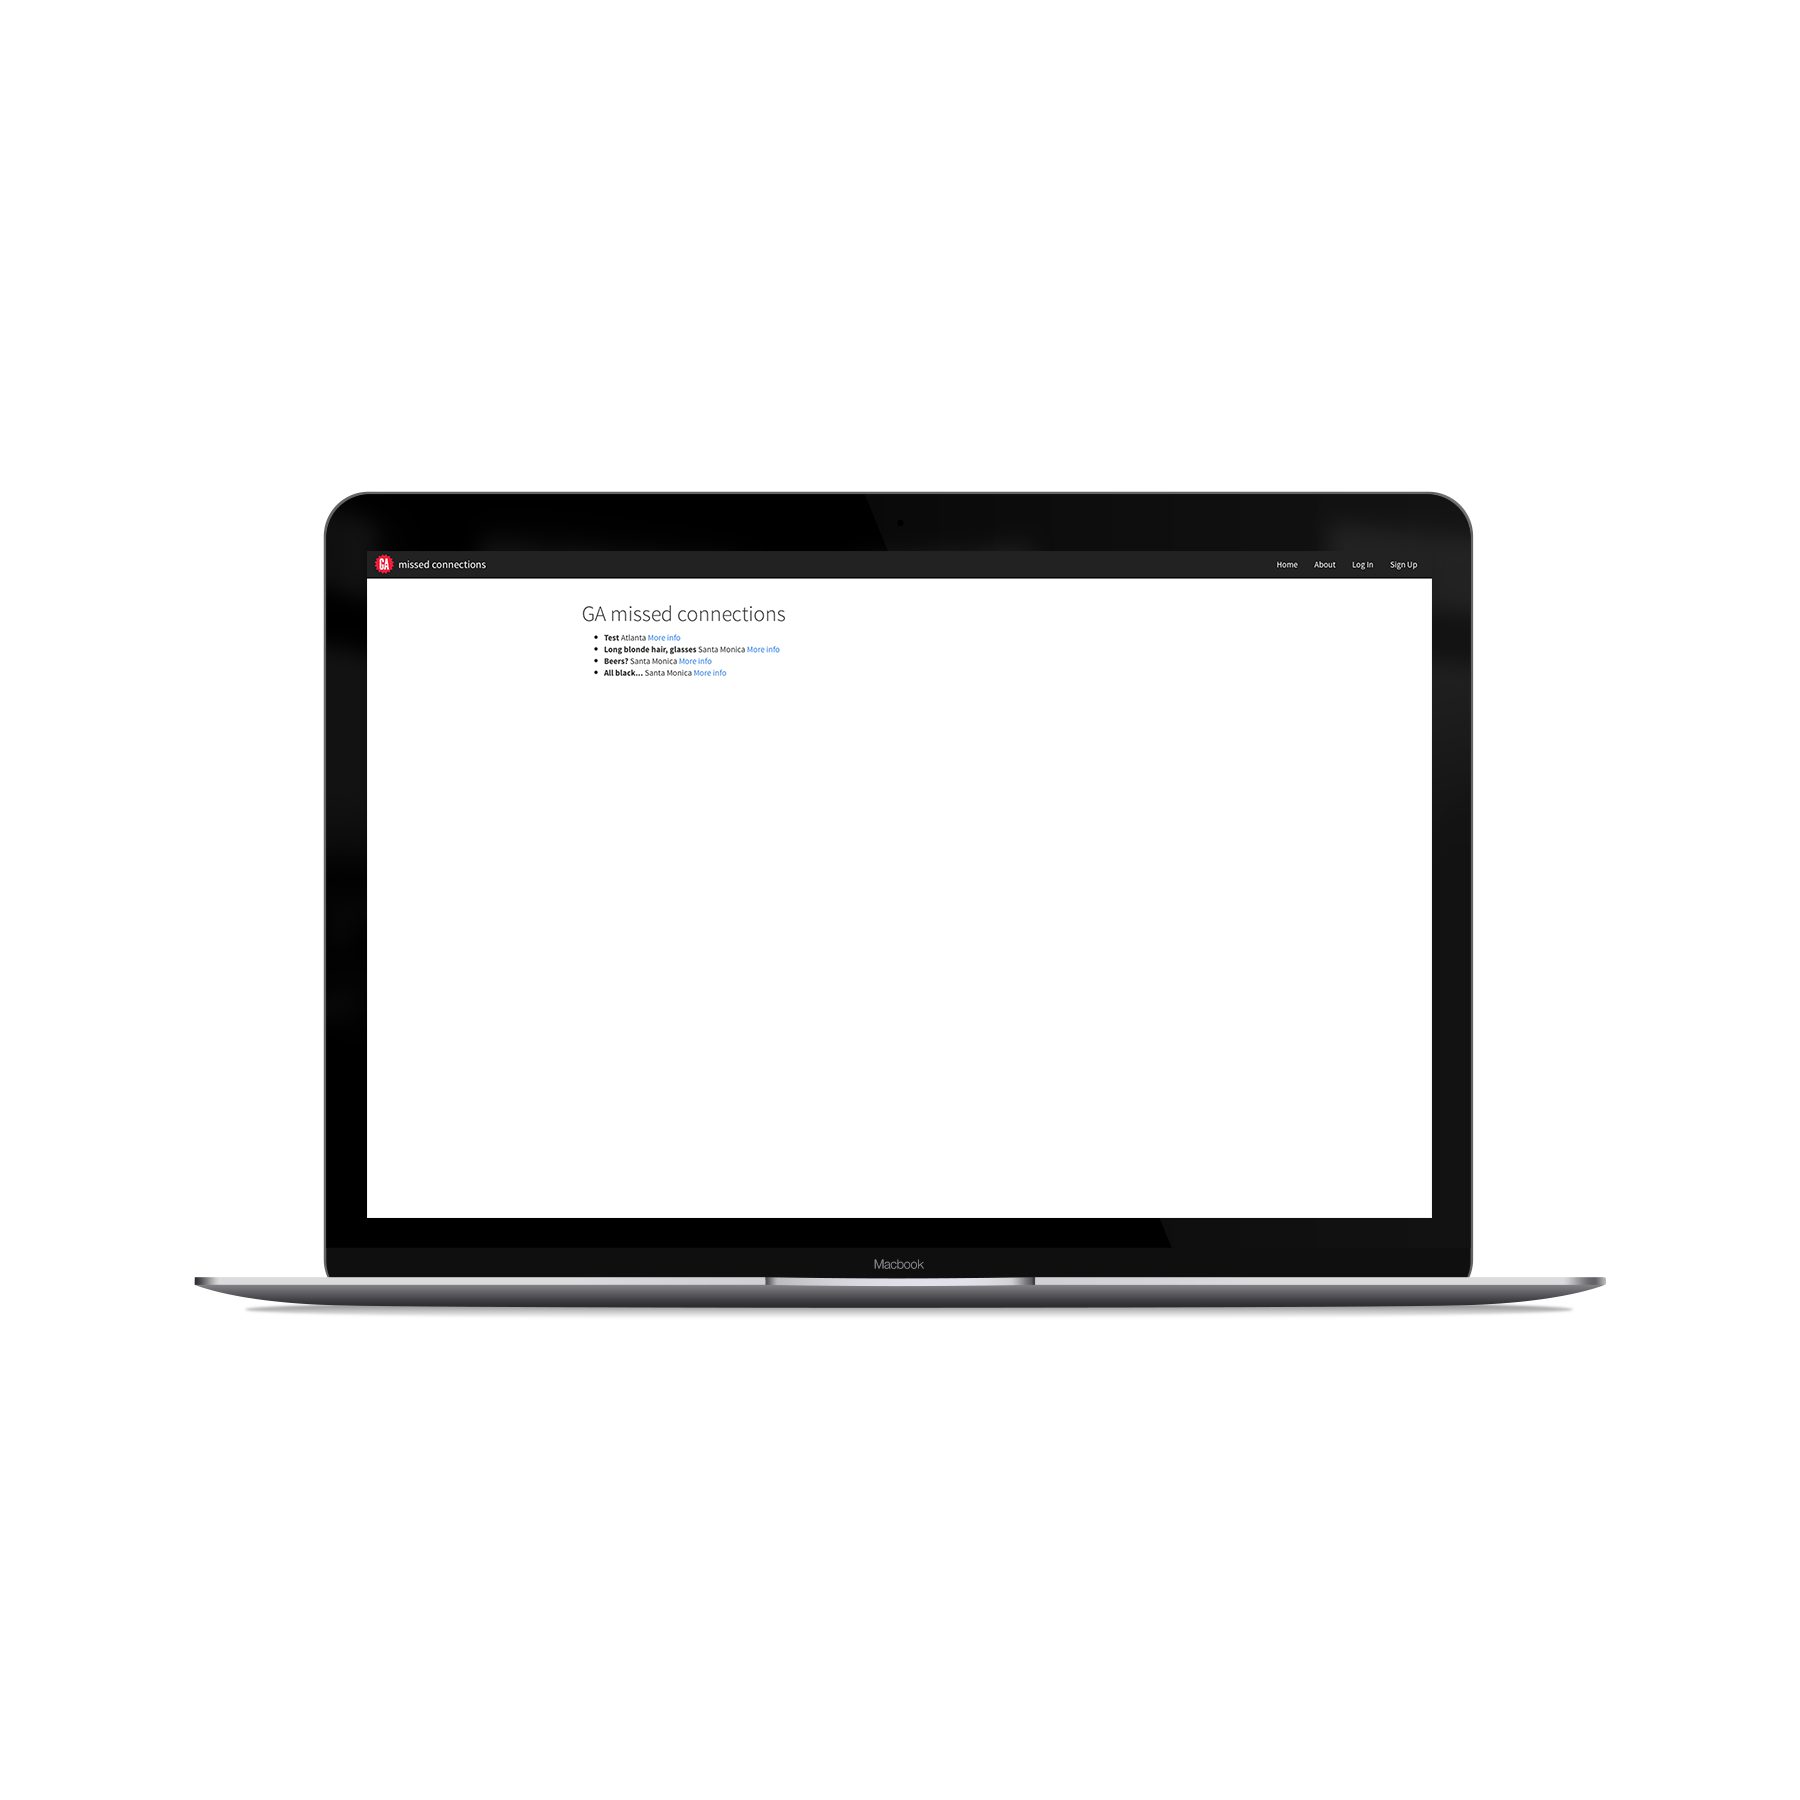 GA missed connections Home About Log In Sign Up
GA missed connections
Test Atlanta More info
Long blonde hair, glasses Santa Monica More info
Beers? Santa Monica More info
All black... Santa Monica More info
Macbook